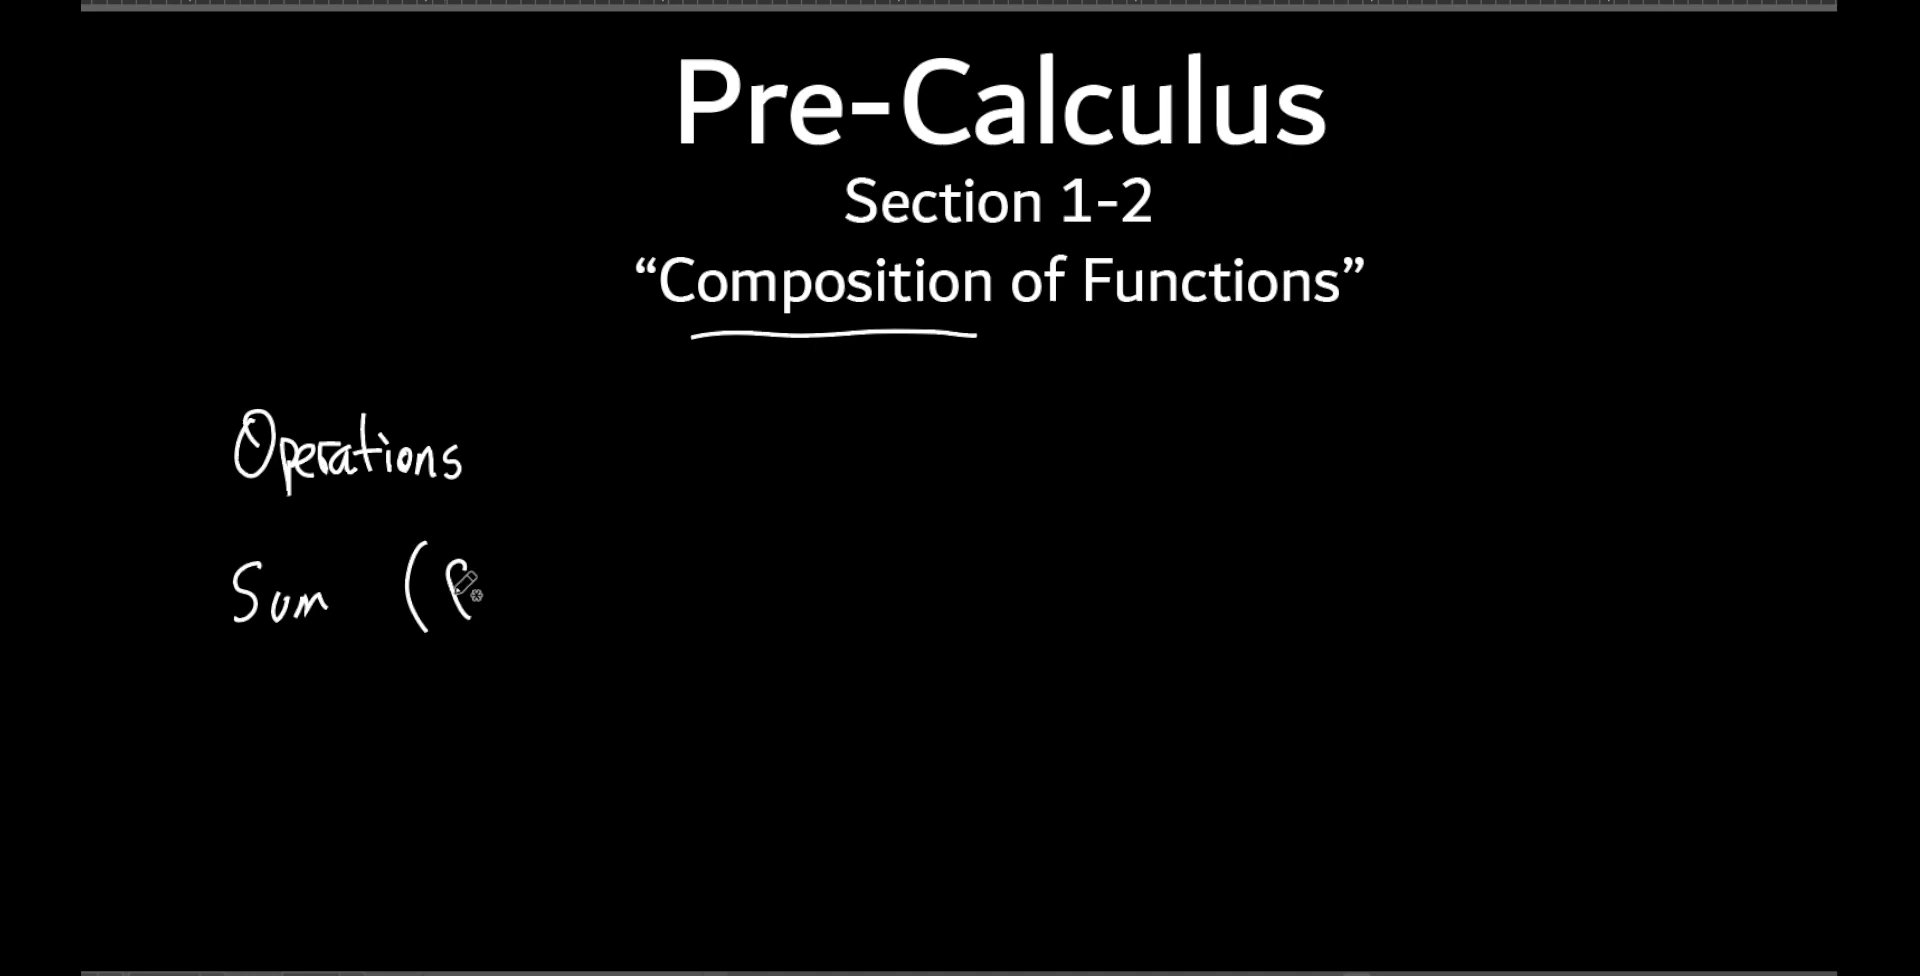 Pre-Calculus
Section 1-2
“Composition of Functions”
Operations
Sum (f